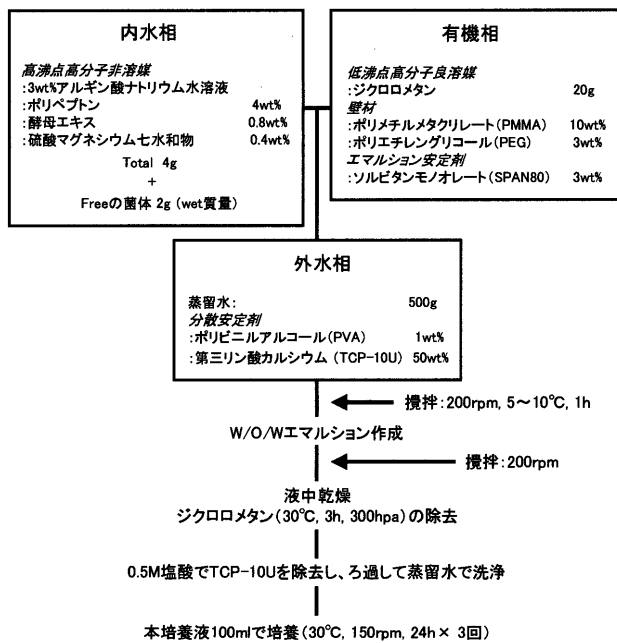 内水相
高沸点高分子非溶媒
:3wt%アルギン酸ナトリウム水溶液
:ポリペプトン 4wt%
:酵母エキス 0.8wt%
:硫酸マグネシウム七水和物 0.4wt%
Total 4g
+
Freeの菌体 2g (wet質量)
有機相
低沸点高分子良溶媒
:ジクロロメタン 20g
壁材
:ポリメチルメタクリレート(PMMA) 10wt%
:ポリエチレングリコール(PEG) 3wt%
エマルション安定剤
:ソルビタンモノオレート(SPAN80) 3wt%
外水相
蒸留水: 500g
分散安定剤
:ポリビニルアルコール(PVA) 1wt%
:第三リン酸カルシウム (TCP-10U) 50wt%
攪拌:200rpm, 5～10℃, 1h
W/O/Wエマルション作成
攪拌:200rpm
液中乾燥
ジクロロメタン(30℃, 3h, 300hpa)の除去
0.5M塩酸でTCP-10Uを除去し、ろ過して蒸留水で洗浄
本培養液100mlで培養(30℃, 150rpm, 24h× 3回)